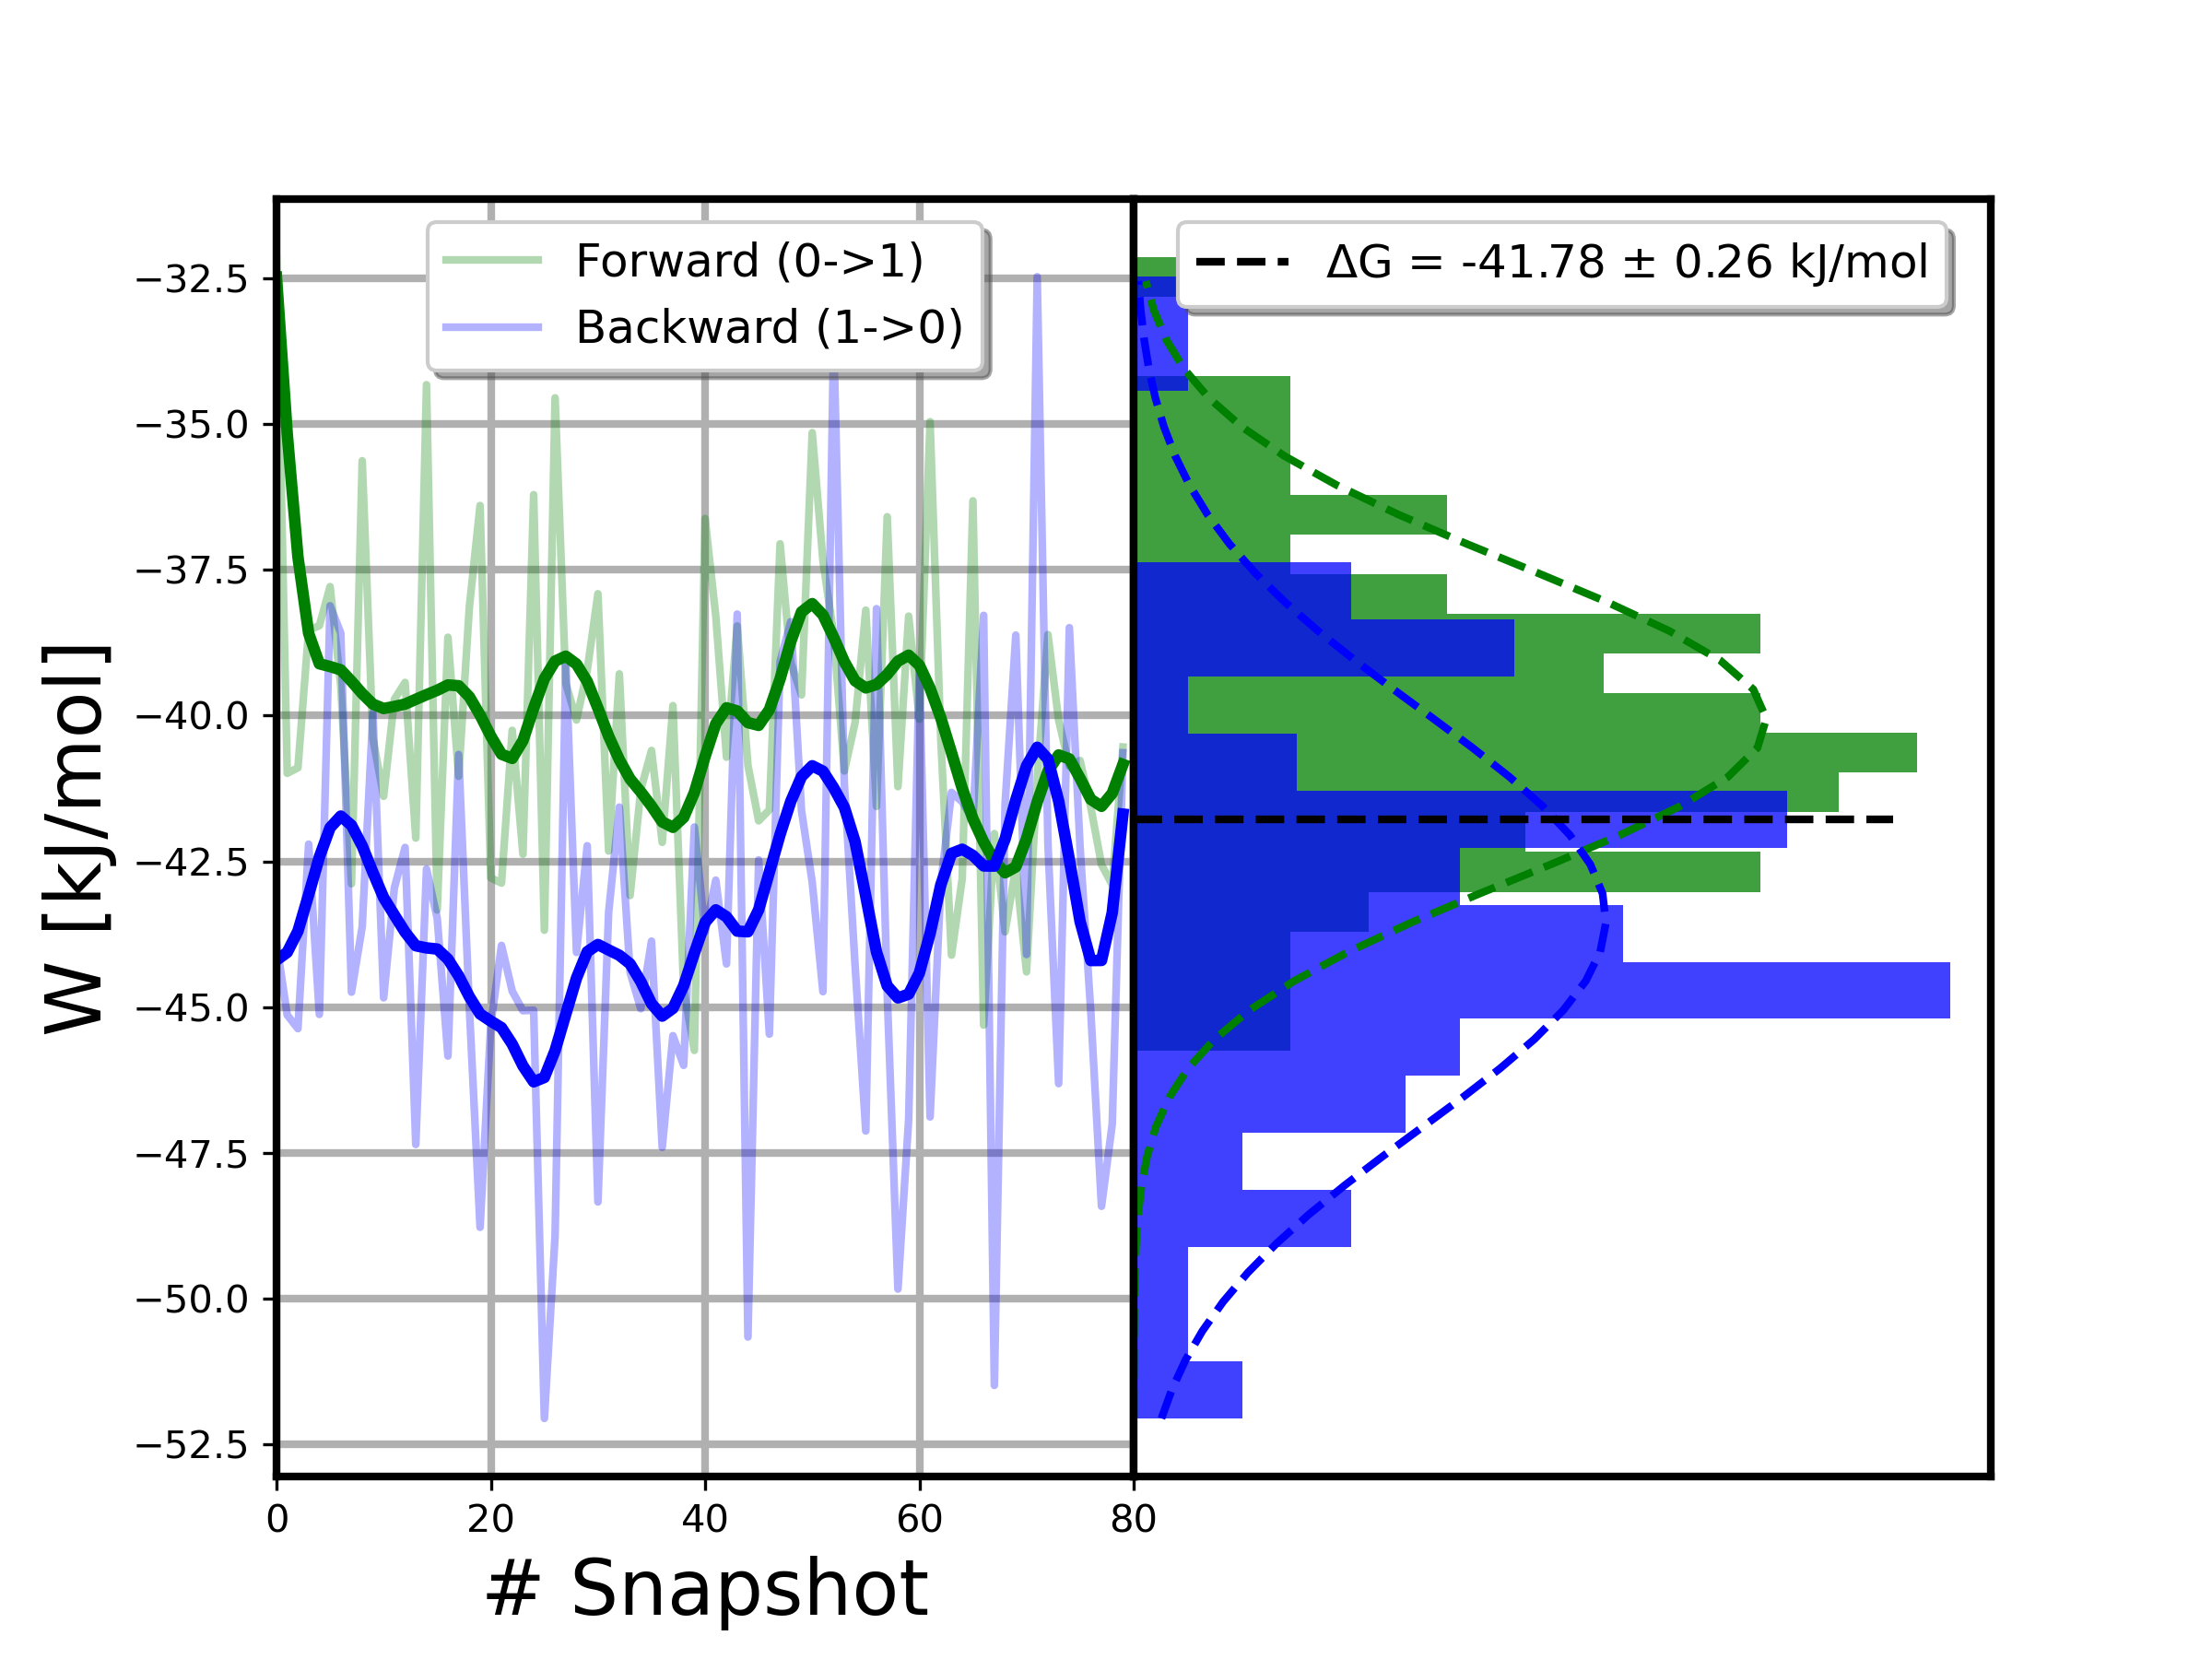 Forward (0->1)
Backward (1->0)
ΔG = -41.78 ± 0.26 kJ/mol
W [kJ/mol]
−32.5
−35.0
−37.5
−40.0
−42.5
−45.0
−47.5
−50.0
−52.5
0 20 40 60 80
# Snapshot